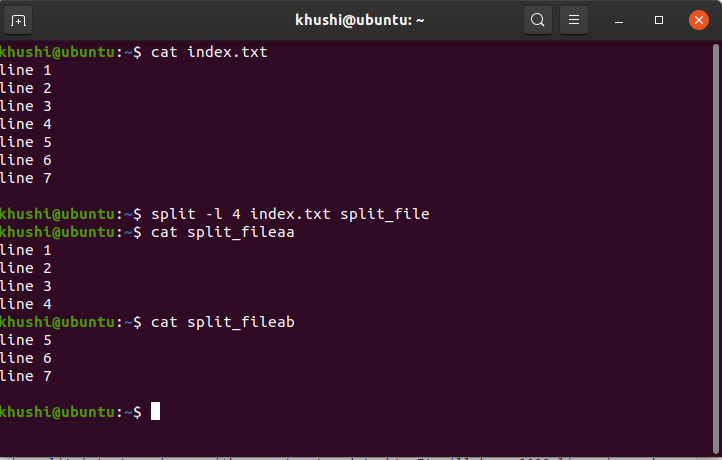 khushi@ubuntu: ~
khushi@ubuntu:~$ cat index.txt
line 1
line 2
line 3
line 4
line 5
line 6
line 7
khushi@ubuntu:~$ split -l 4 index.txt split_file
khushi@ubuntu:~$ cat split_fileaa
line 1
line 2
line 3
line 4
khushi@ubuntu:~$ cat split_fileab
line 5
line 6
line 7
khushi@ubuntu:~$